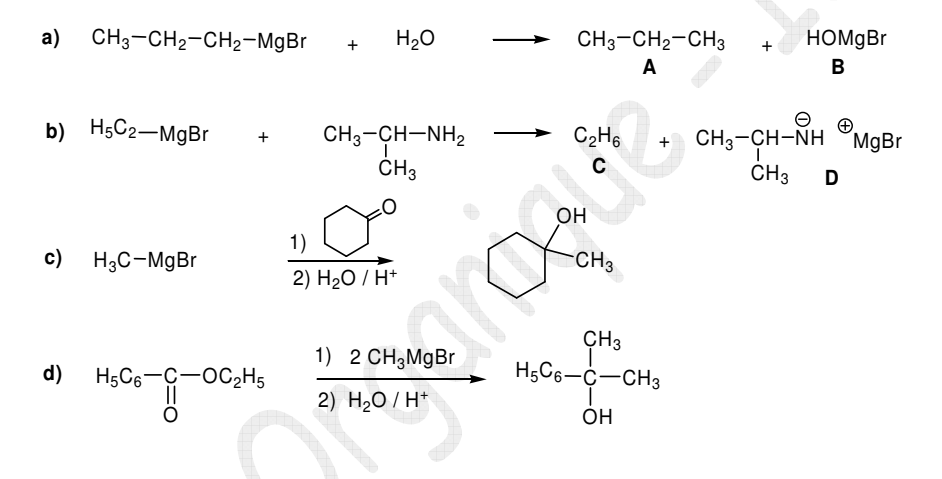 a) CH₃−CH₂−CH₂−MgBr + H₂O ⟶ CH₃−CH₂−CH₃ + HOMgBr
A B
b) H₅C₂−MgBr + CH₃−CH−NH₂ ⟶ C₂H₆ + CH₃−CH−NH ⊖ ⊕ MgBr
CH₃ C CH₃ D
1) O
c) H₃C−MgBr OH
2) H₂O / H⁺ CH₃
1) 2 CH₃MgBr CH₃
d) H₅C₆−C−OC₂H₅ H₅C₆−C−CH₃
O 2) H₂O / H⁺ OH
Organique - 1